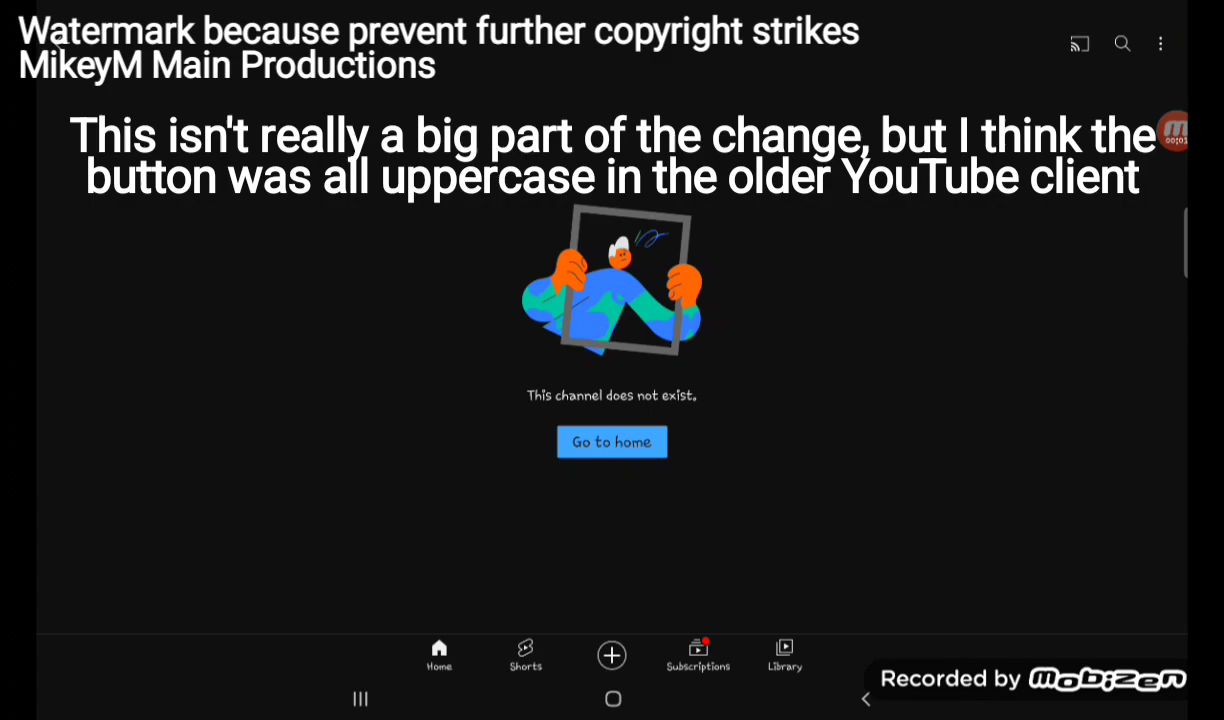 Watermark because prevent further copyright strikes
MikeyM Main Productions
This isn't really a big part of the change, but I think the
button was all uppercase in the older YouTube client
00:01
This channel does not exist.
Go to home
Home
Shorts
Subscriptions
Library
Recorded by mobizen